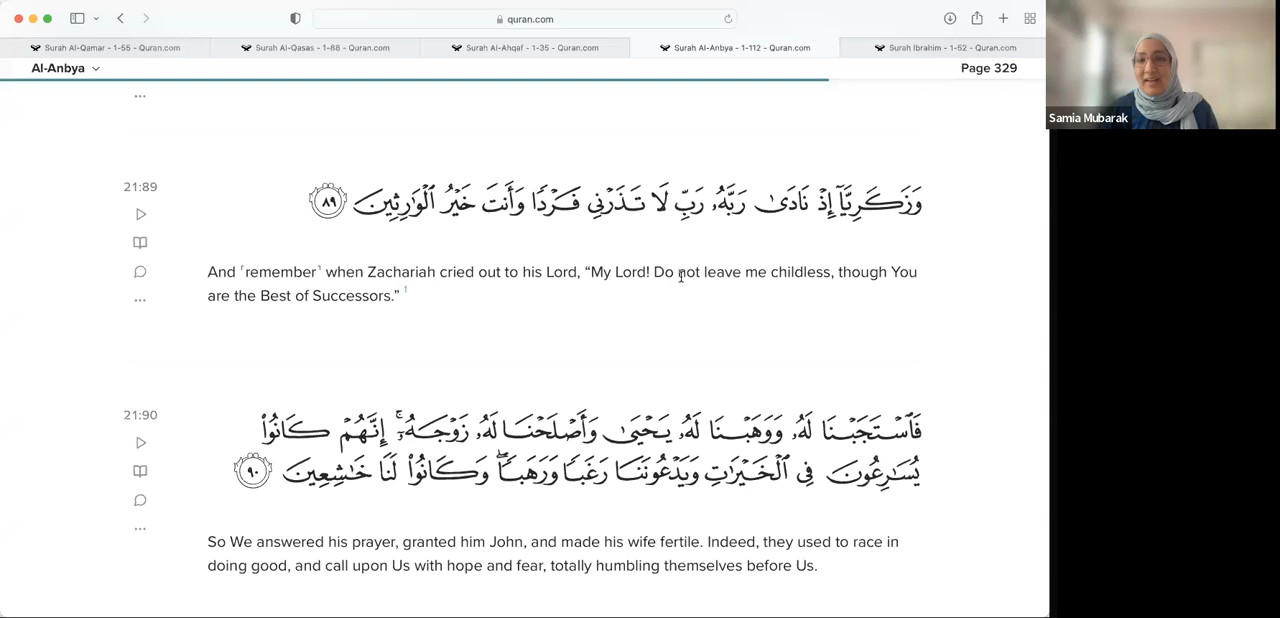 quran.com
Surah Al-Qamar - 1-55 - Quran.com
Surah Al-Qasas - 1-88 - Quran.com
Surah Al-Ahqaf - 1-35 - Quran.com
Surah Al-Anbya - 1-112 - Quran.com
Surah Ibrahim - 1-52 - Quran.com
Al-Anbya
Page 329
Samia Mubarak
21:89
وَزَكَرِيَّآ إِذْ نَادَىٰ رَبَّهُۥ رَبِّ لَا تَذَرْنِى فَرْدًا وَأَنتَ خَيْرُ ٱلْوَٰرِثِينَ ٨٩
And ˹remember˺ when Zachariah cried out to his Lord, “My Lord! Do not leave me childless, though You
are the Best of Successors.” 1
21:90
فَٱسْتَجَبْنَا لَهُۥ وَوَهَبْنَا لَهُۥ يَحْيَىٰ وَأَصْلَحْنَا لَهُۥ زَوْجَهُۥٓ ۚ إِنَّهُمْ كَانُوا۟
يُسَـٰرِعُونَ فِى ٱلْخَيْرَٰتِ وَيَدْعُونَنَا رَغَبًا وَرَهَبًا ۖ وَكَانُوا۟ لَنَا خَـٰشِعِينَ ٩٠
So We answered his prayer, granted him John, and made his wife fertile. Indeed, they used to race in
doing good, and call upon Us with hope and fear, totally humbling themselves before Us.